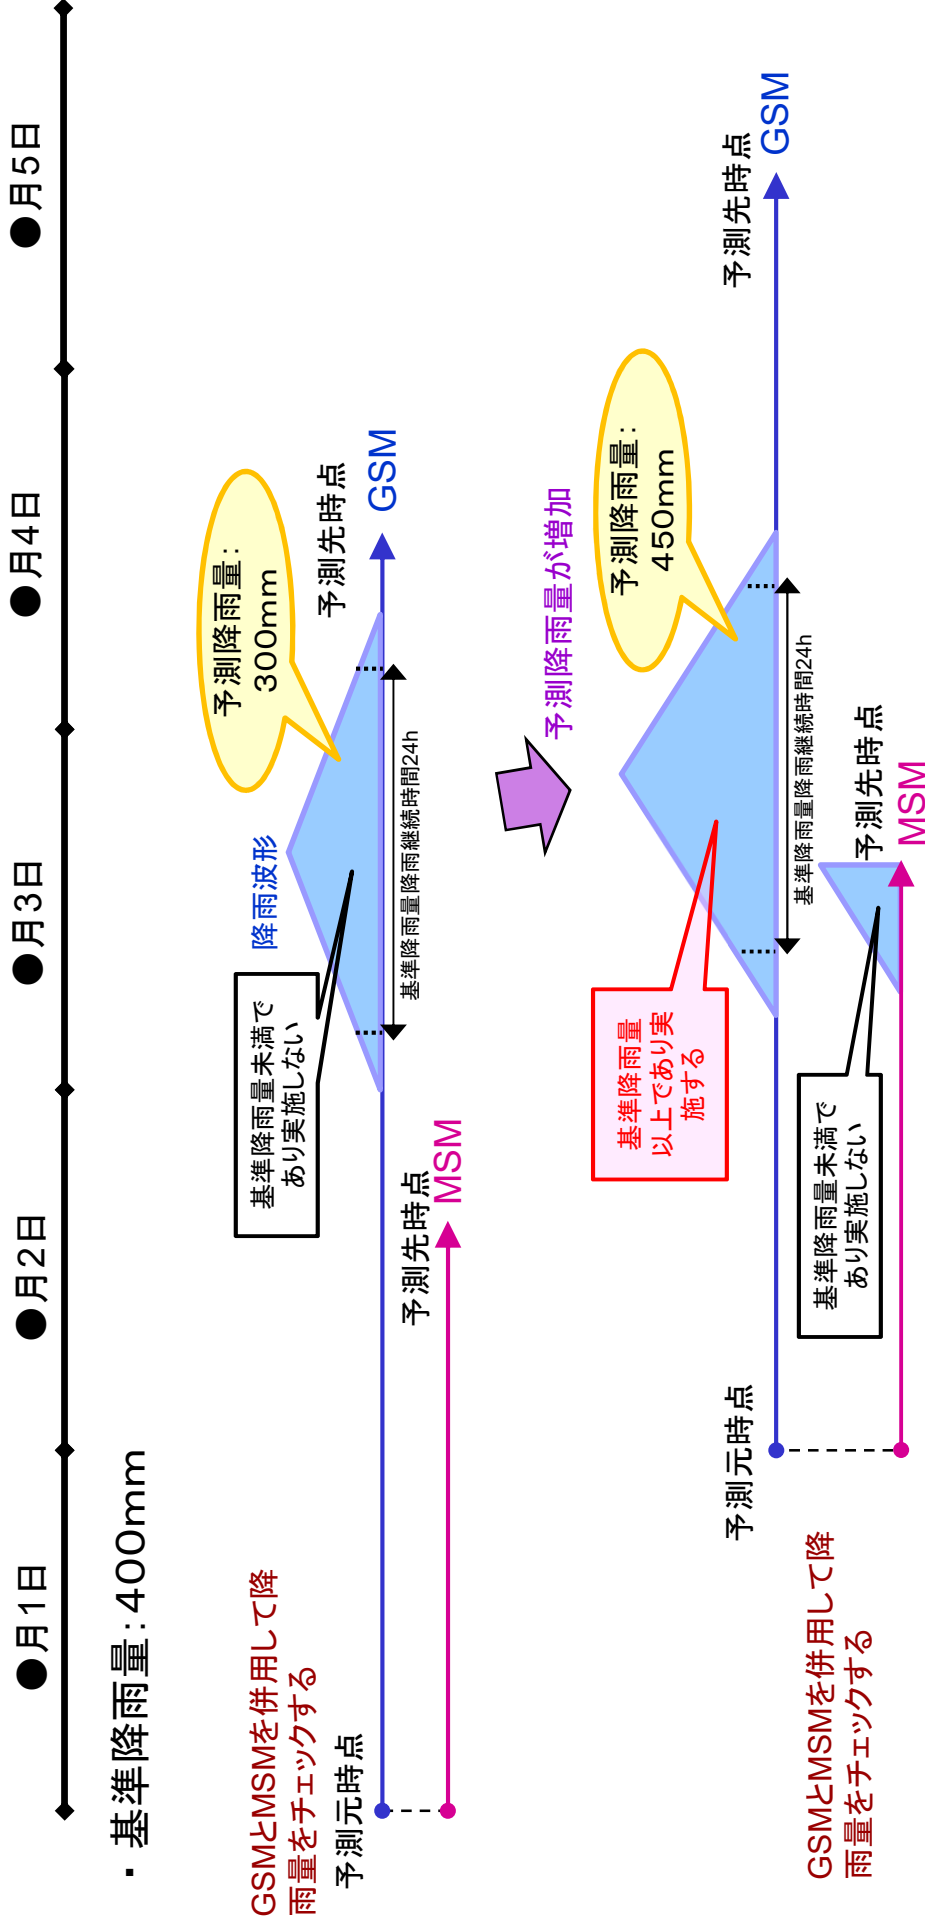 ●月1日
●月2日
●月3日
●月4日
●月5日
・基準降雨量：400mm
GSMとMSMを併用して降
雨量をチェックする
予測元時点
基準降雨量未満で
あり実施しない
降雨波形
予測降雨量：
300mm
予測先時点
GSM
基準降雨量降雨継続時間24h
予測先時点
MSM
予測降雨量が増加
予測降雨量：
450mm
基準降雨量
以上であり実
施する
予測元時点
予測先時点
GSM
基準降雨量降雨継続時間24h
GSMとMSMを併用して降
雨量をチェックする
基準降雨量未満で
あり実施しない
予測先時点
MSM